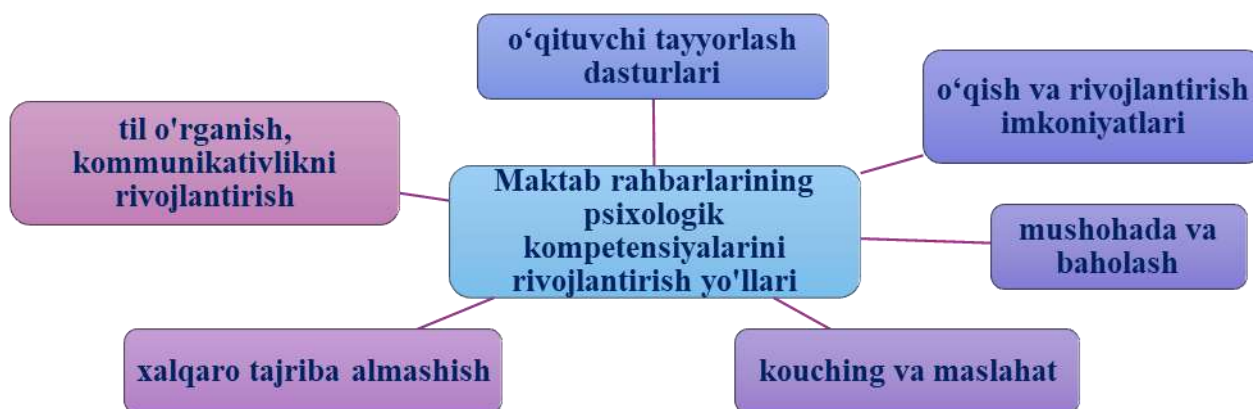 o‘qituvchi tayyorlash
dasturlari
o‘qish va rivojlantirish
imkoniyatlari
til o'rganish,
kommunikativlikni
rivojlantirish
Maktab rahbarlarining
psixologik
kompetensiyalarini
rivojlantirish yo'llari
mushohada va
baholash
xalqaro tajriba almashish
kouching va maslahat